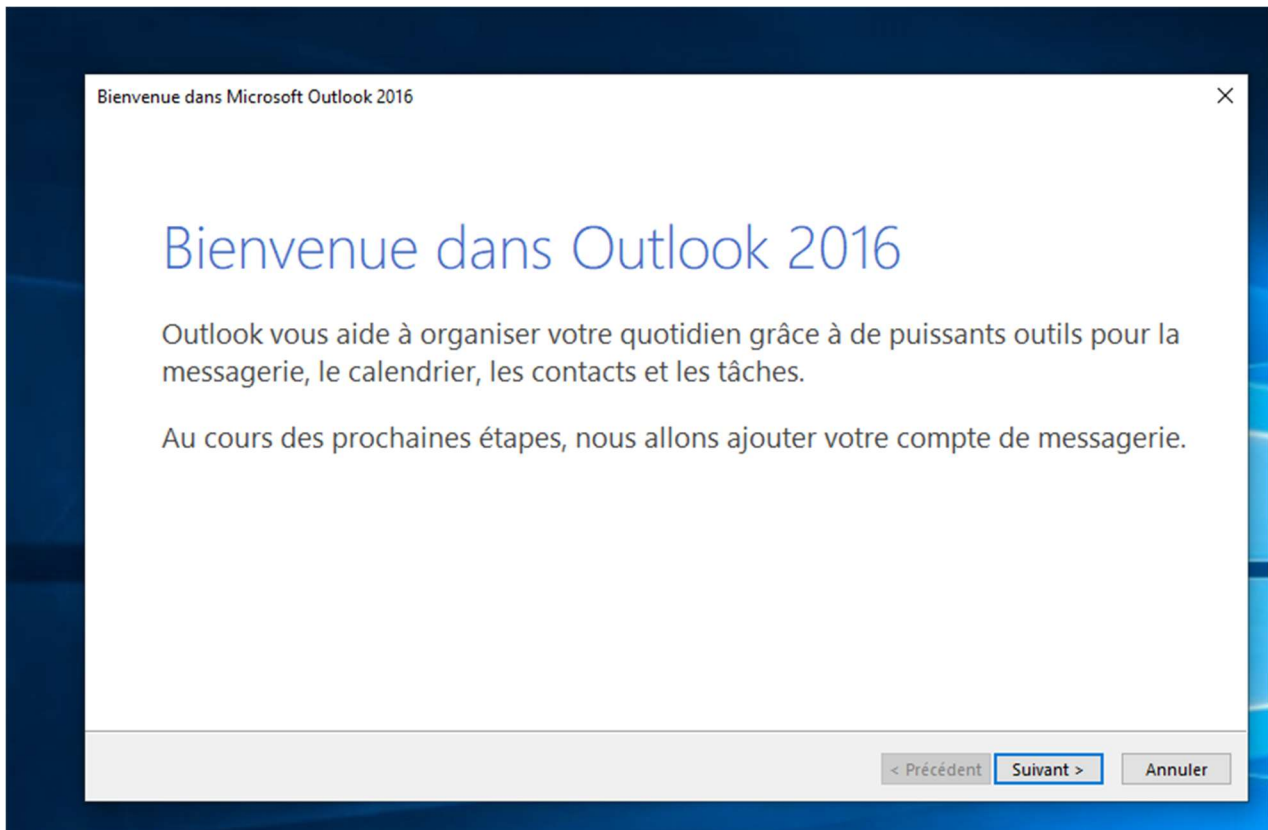 Bienvenue dans Microsoft Outlook 2016
Bienvenue dans Outlook 2016
Outlook vous aide à organiser votre quotidien grâce à de puissants outils pour la
messagerie, le calendrier, les contacts et les tâches.
Au cours des prochaines étapes, nous allons ajouter votre compte de messagerie.
< Précédent Suivant > Annuler